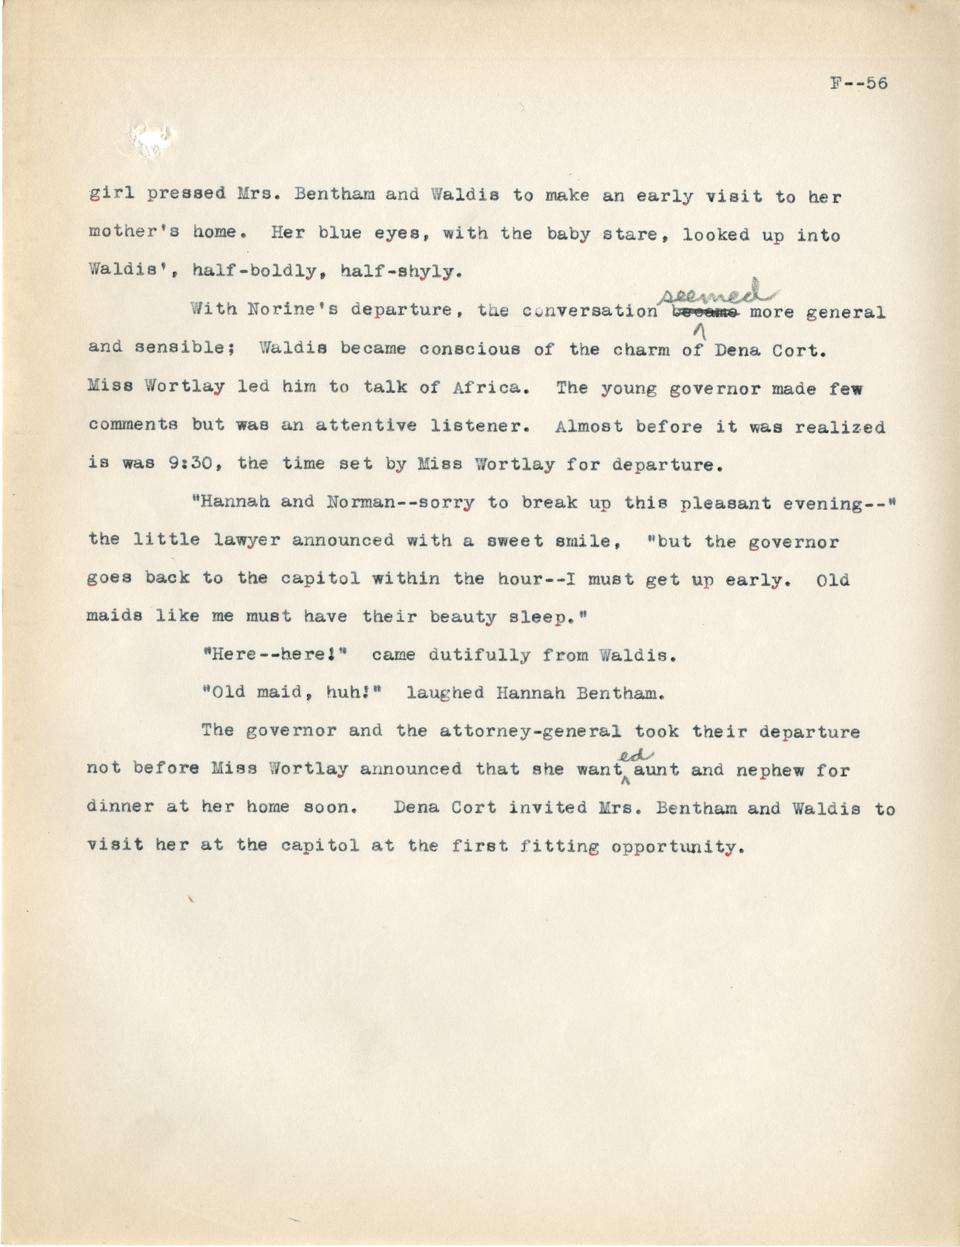 F--56
girl pressed Mrs. Bentham and Waldis to make an early visit to her
mother's home.  Her blue eyes, with the baby stare, looked up into
Waldis', half-boldly, half-shyly.
seemed
With Norine's departure, the conversation became more general
and sensible;  Waldis became conscious of the charm of Dena Cort.
Miss Wortlay led him to talk of Africa.  The young governor made few
comments but was an attentive listener.  Almost before it was realized
is was 9:30, the time set by Miss Wortlay for departure.
"Hannah and Norman--sorry to break up this pleasant evening--"
the little lawyer announced with a sweet smile,  "but the governor
goes back to the capitol within the hour--I must get up early.  Old
maids like me must have their beauty sleep."
"Here--here!"  came dutifully from Waldis.
"Old maid, huh!"  laughed Hannah Bentham.
The governor and the attorney-general took their departure
ed
not before Miss Wortlay announced that she want aunt and nephew for
dinner at her home soon.   Dena Cort invited Mrs. Bentham and Waldis to
visit her at the capitol at the first fitting opportunity.